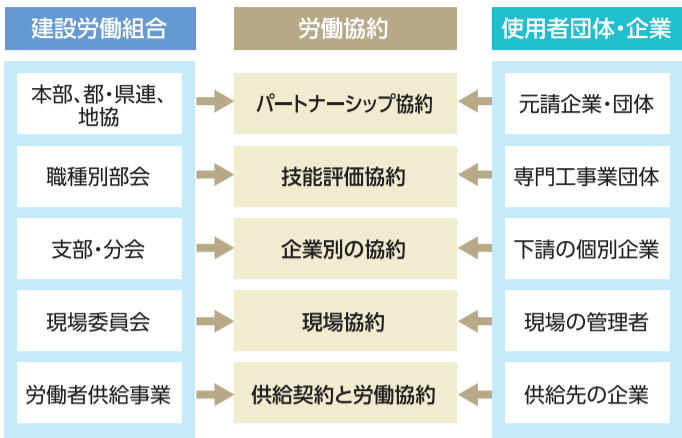 建設労働組合
労働協約
使用者団体・企業
本部、都・県連、
地協
パートナーシップ協約
元請企業・団体
職種別部会
技能評価協約
専門工事業団体
支部・分会
企業別の協約
下請の個別企業
現場委員会
現場協約
現場の管理者
労働者供給事業
供給契約と労働協約
供給先の企業